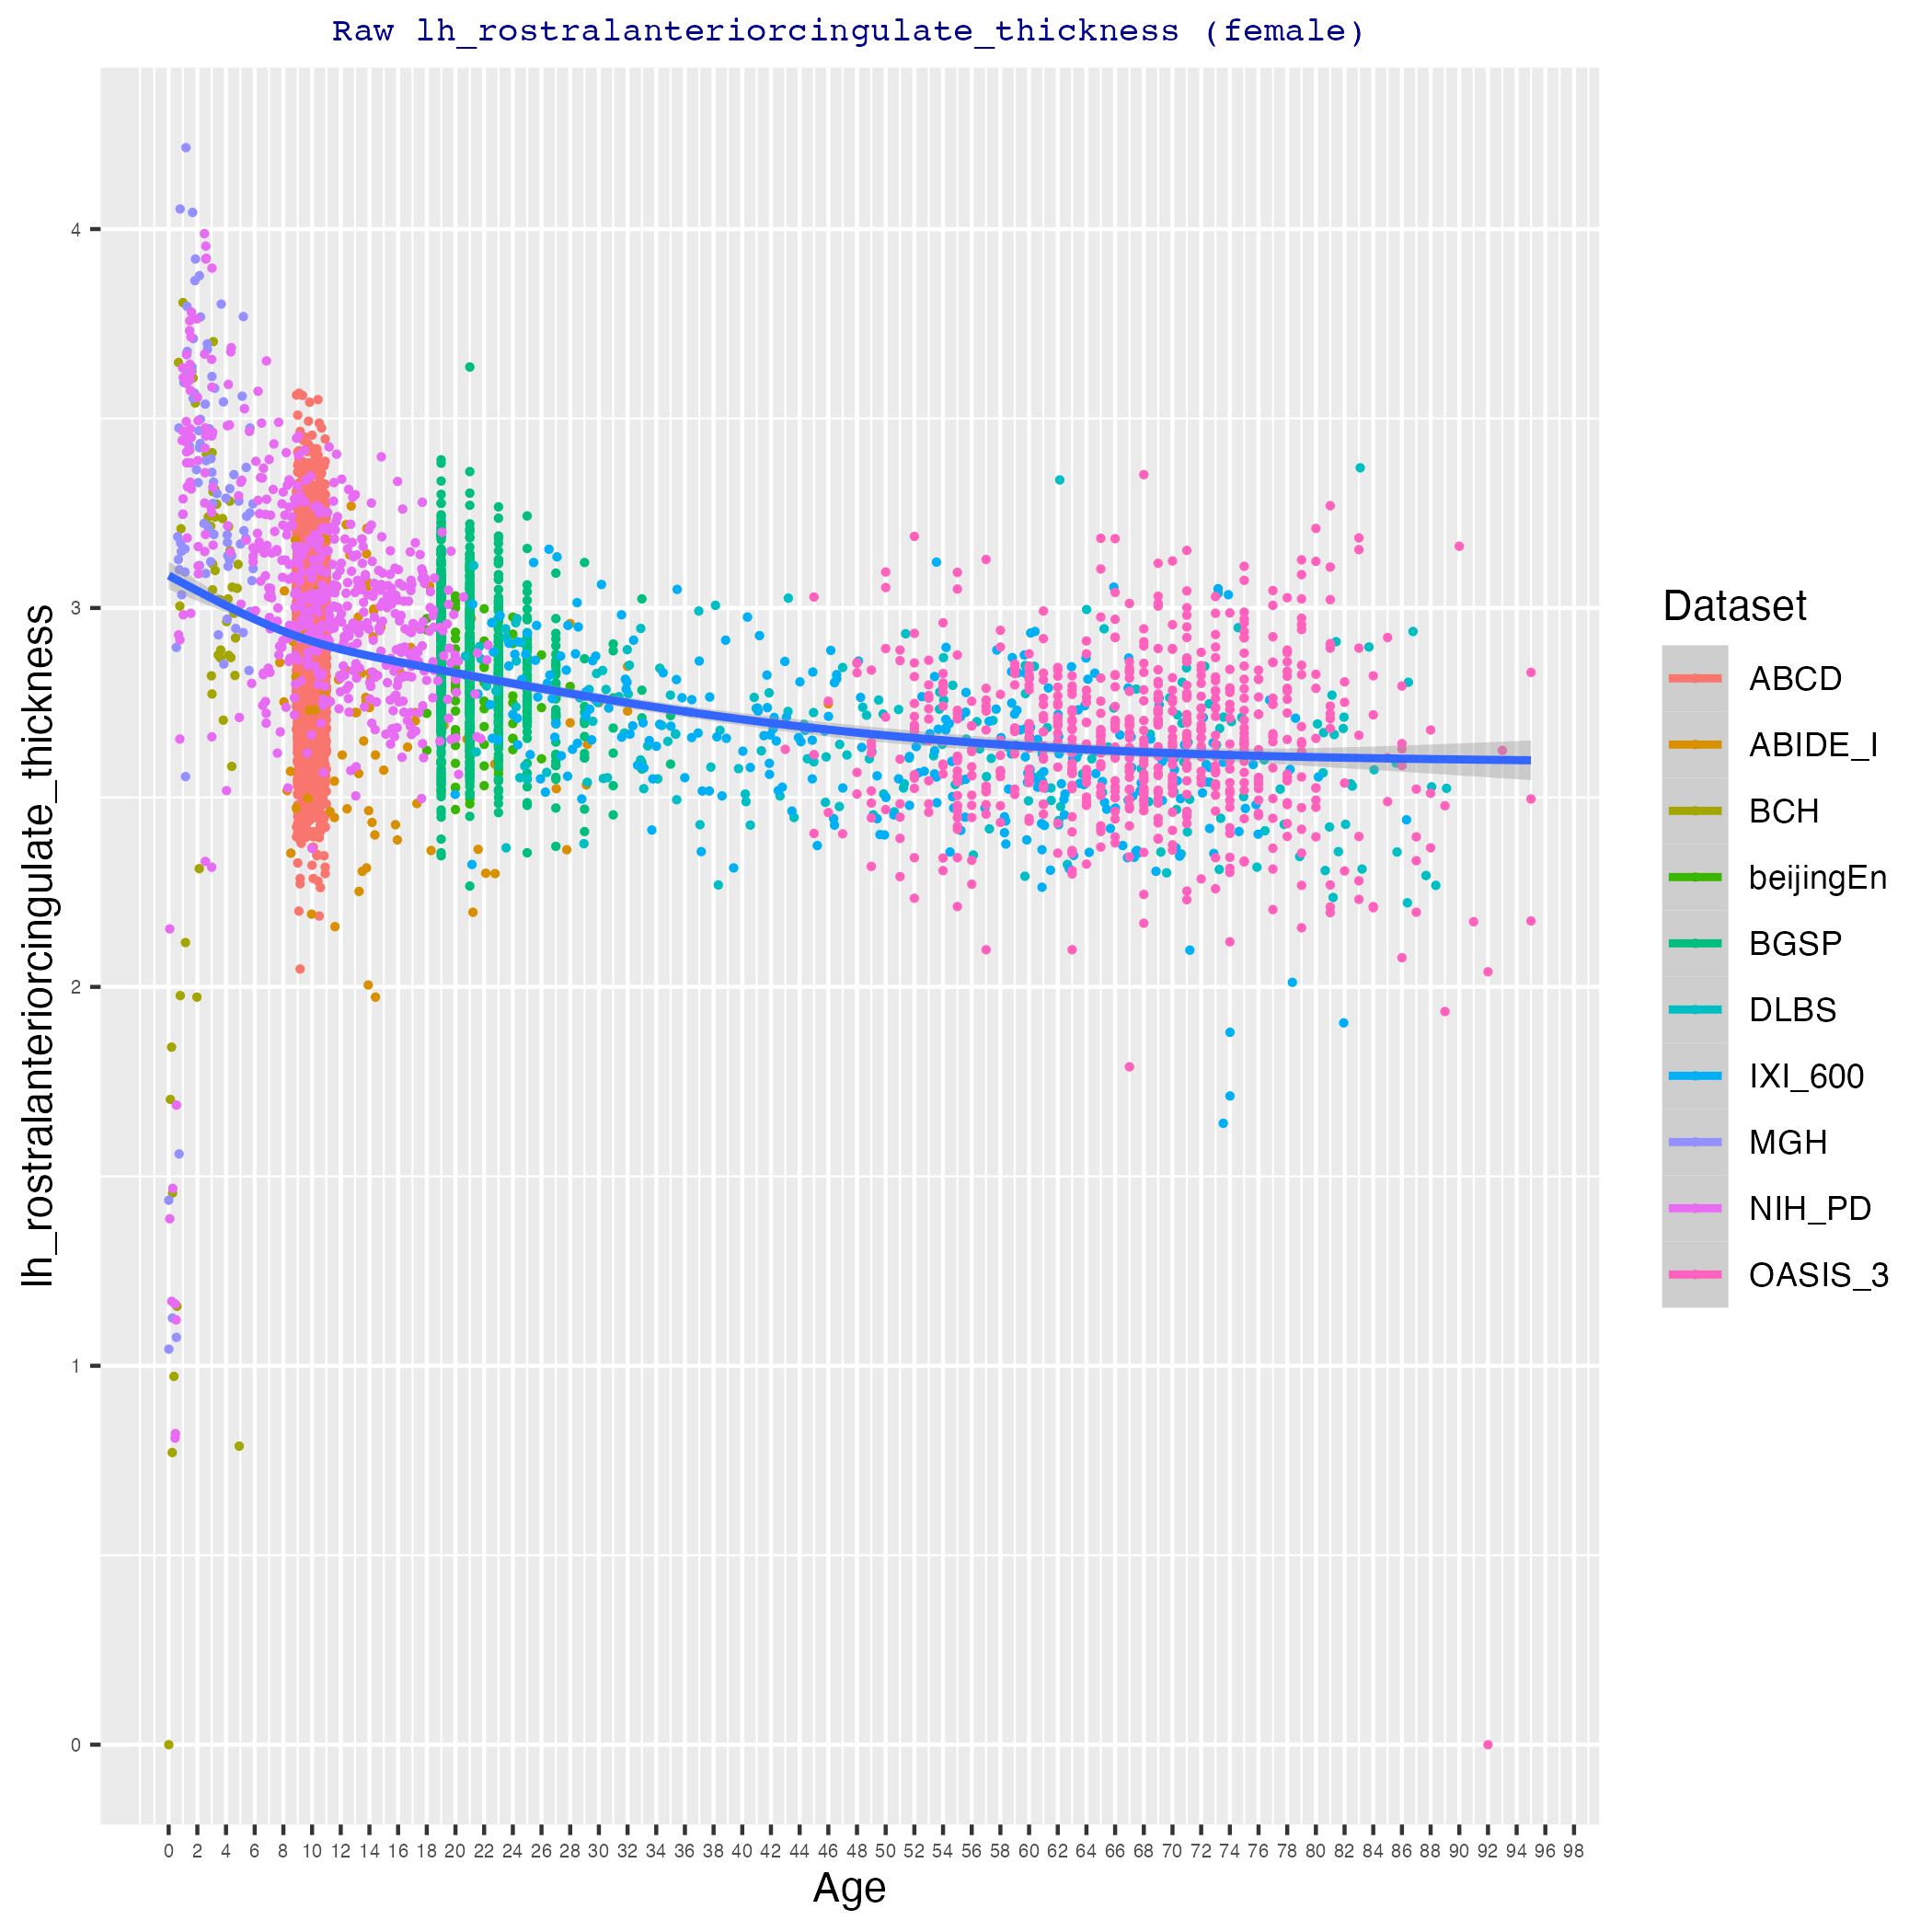 Raw lh_rostralanteriorcingulate_thickness (female)
lh_rostralanteriorcingulate_thickness
4
3
2
1
0
0 2 4 6 8 10 12 14 16 18 20 22 24 26 28 30 32 34 36 38 40 42 44 46 48 50 52 54 56 58 60 62 64 66 68 70 72 74 76 78 80 82 84 86 88 90 92 94 96 98
Age
Dataset
ABCD
ABIDE_I
BCH
beijingEn
BGSP
DLBS
IXI_600
MGH
NIH_PD
OASIS_3